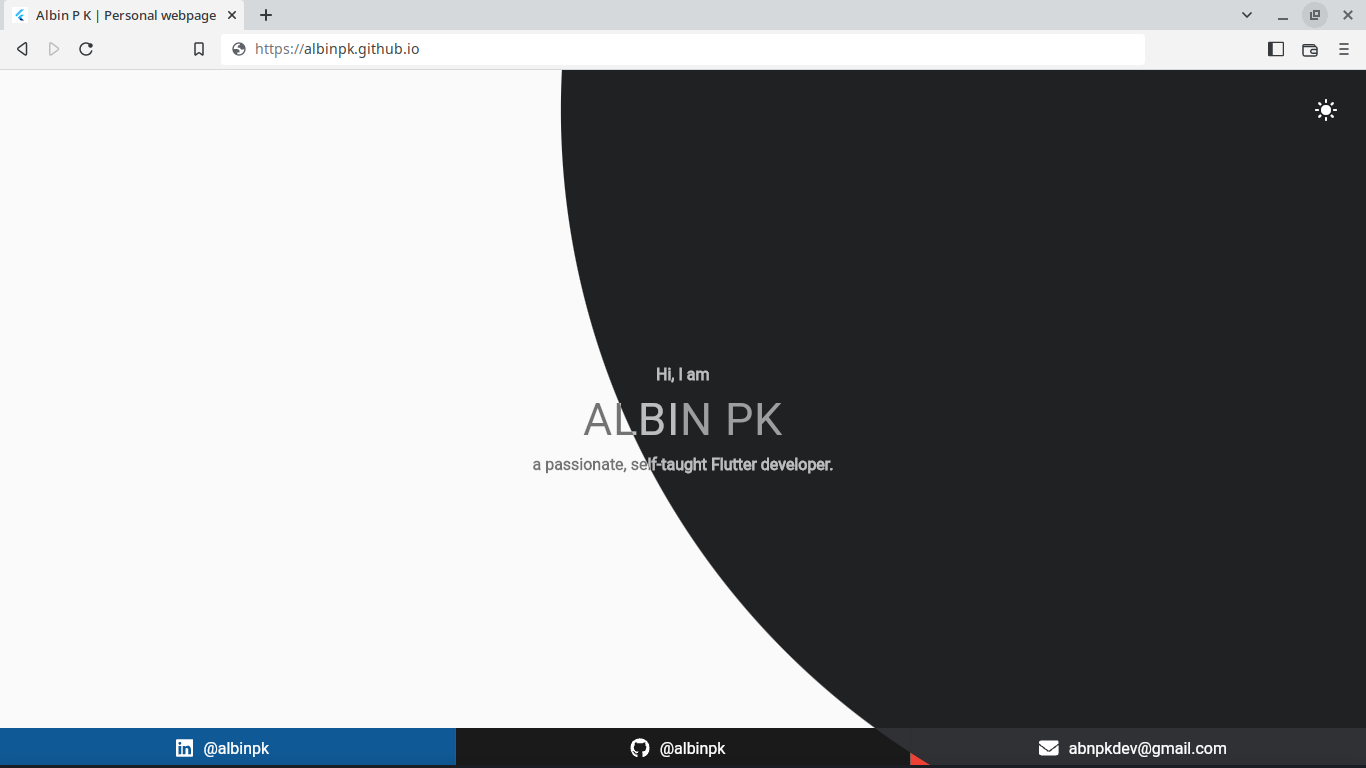 Albin P K | Personal webpage
https://albinpk.github.io
Hi, I am
ALBIN PK
a passionate, self-taught Flutter developer.
@albinpk
@albinpk
abnpkdev@gmail.com